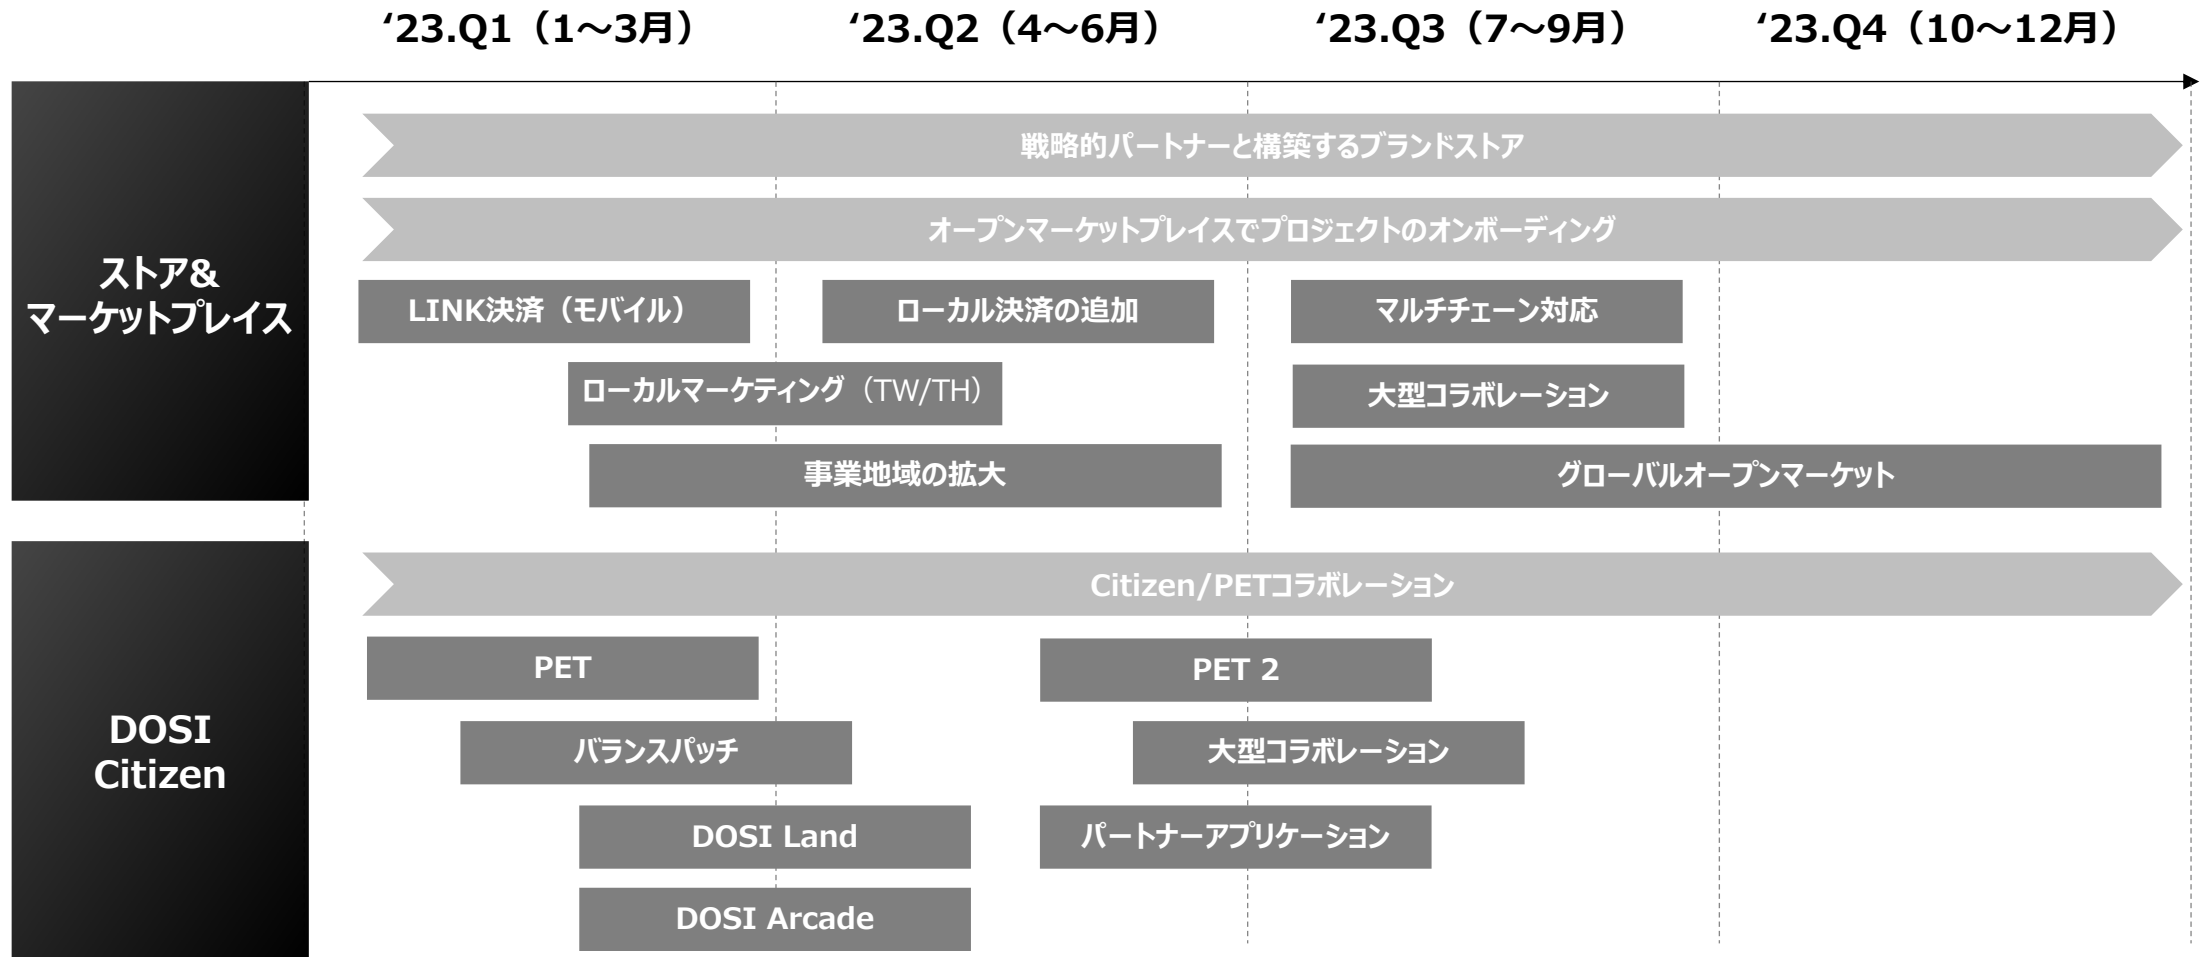 ‘23.Q1（1～3月）
‘23.Q2（4～6月）
‘23.Q3（7～9月）
‘23.Q4（10～12月）
ストア&
マーケットプレイス
戦略的パートナーと構築するブランドストア
オープンマーケットプレイスでプロジェクトのオンボーディング
LINK決済（モバイル）
ローカル決済の追加
マルチチェーン対応
ローカルマーケティング（TW/TH）
大型コラボレーション
事業地域の拡大
グローバルオープンマーケット
DOSI
Citizen
Citizen/PETコラボレーション
PET
PET 2
バランスパッチ
大型コラボレーション
DOSI Land
パートナーアプリケーション
DOSI Arcade